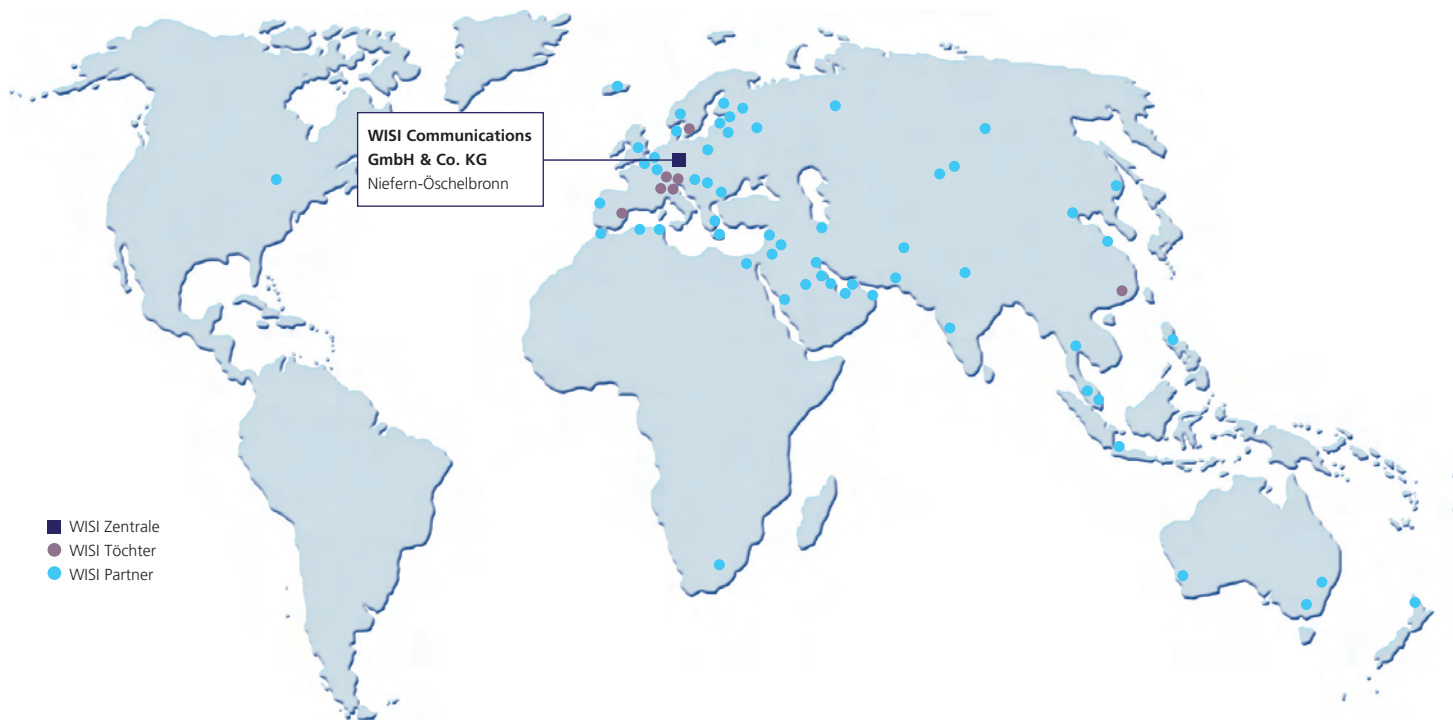 WISI Communications
GmbH & Co. KG
Niefern-Öschelbronn
WISI Zentrale
WISI Töchter
WISI Partner